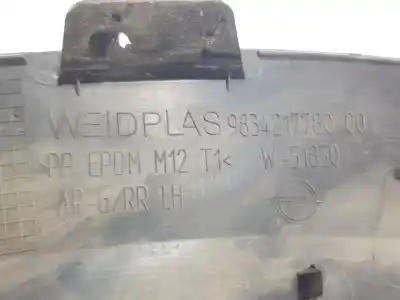 WEIDPLAS 9834217780 00
>PP EPDM M12 T1< W-51850
AR-G/RR LH